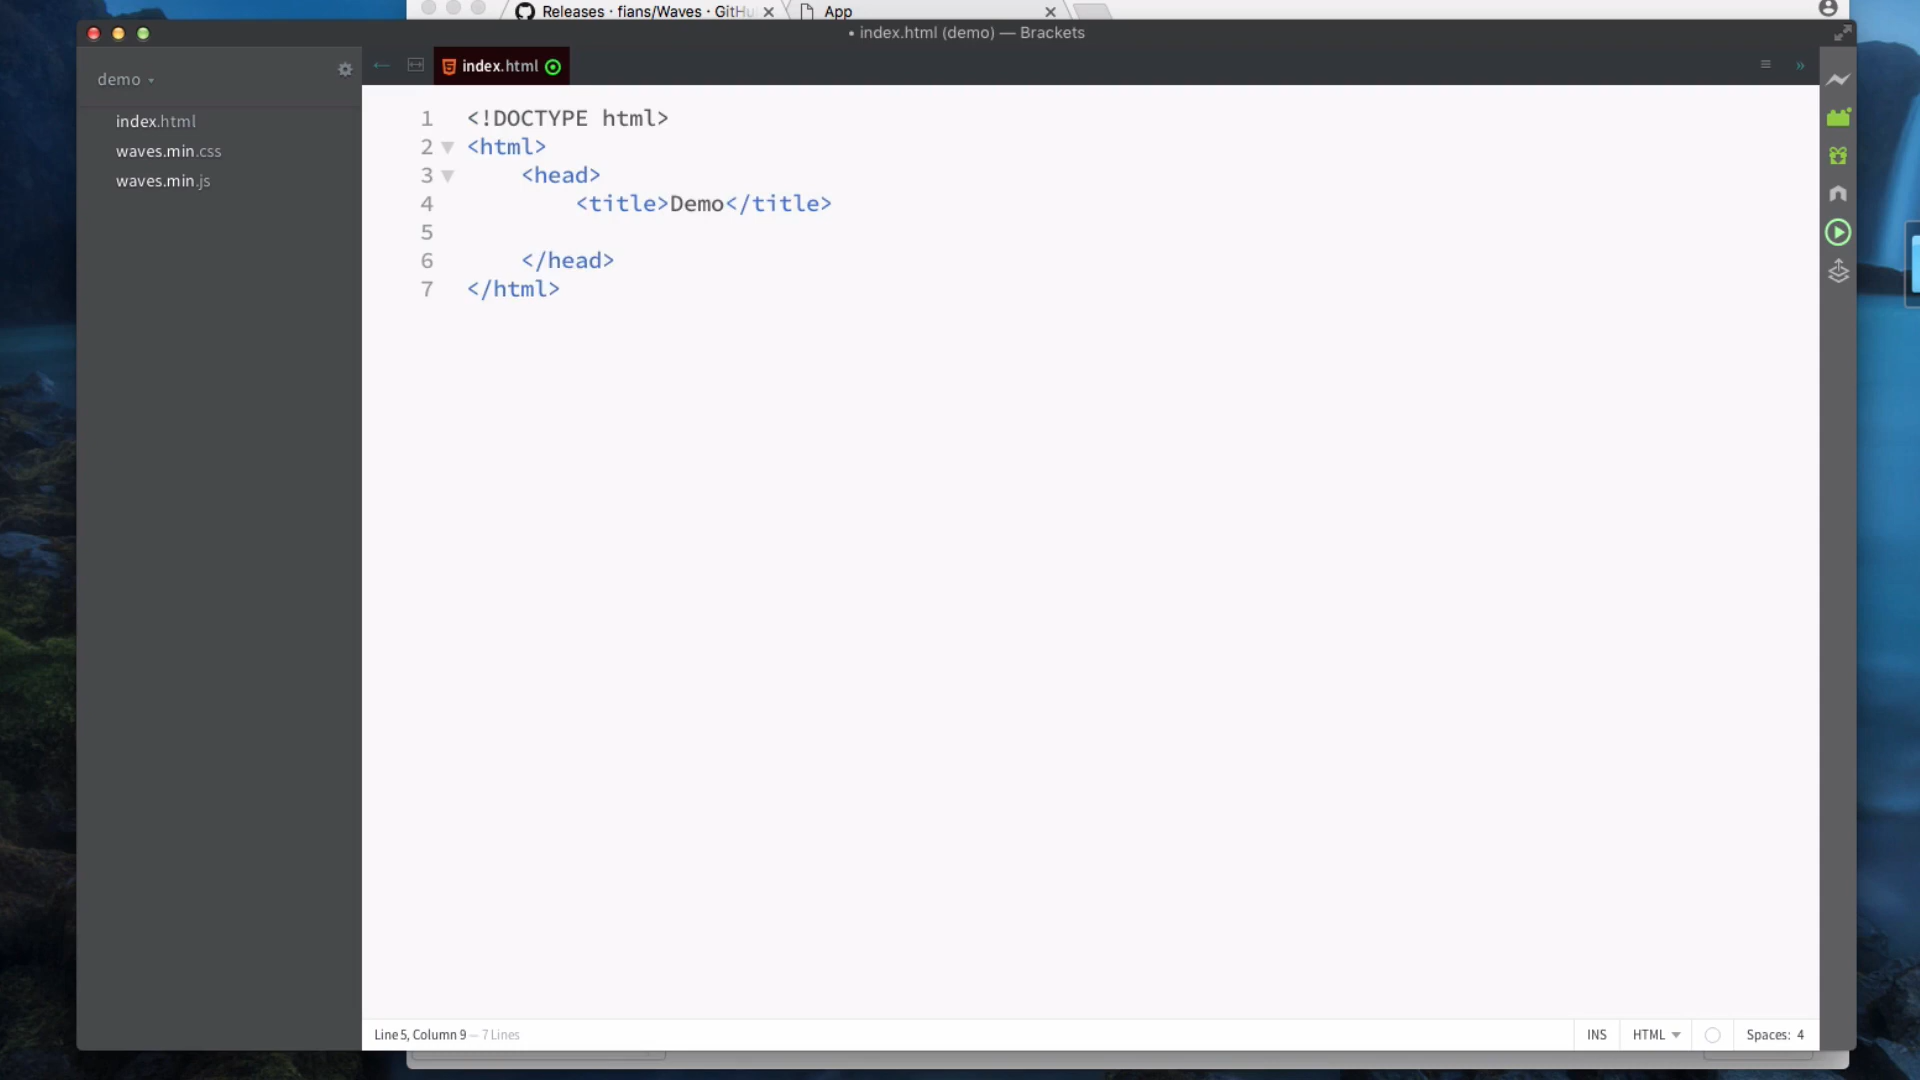 Releases · fians/Waves · GitHu
App
• index.html (demo) — Brackets
demo
index.html
index.html
waves.min.css
waves.min.js
1 <!DOCTYPE html>
2 <html>
3 <head>
4 <title>Demo</title>
5
6 </head>
7 </html>
Line 5, Column 9 — 7 Lines
INS
HTML
Spaces: 4